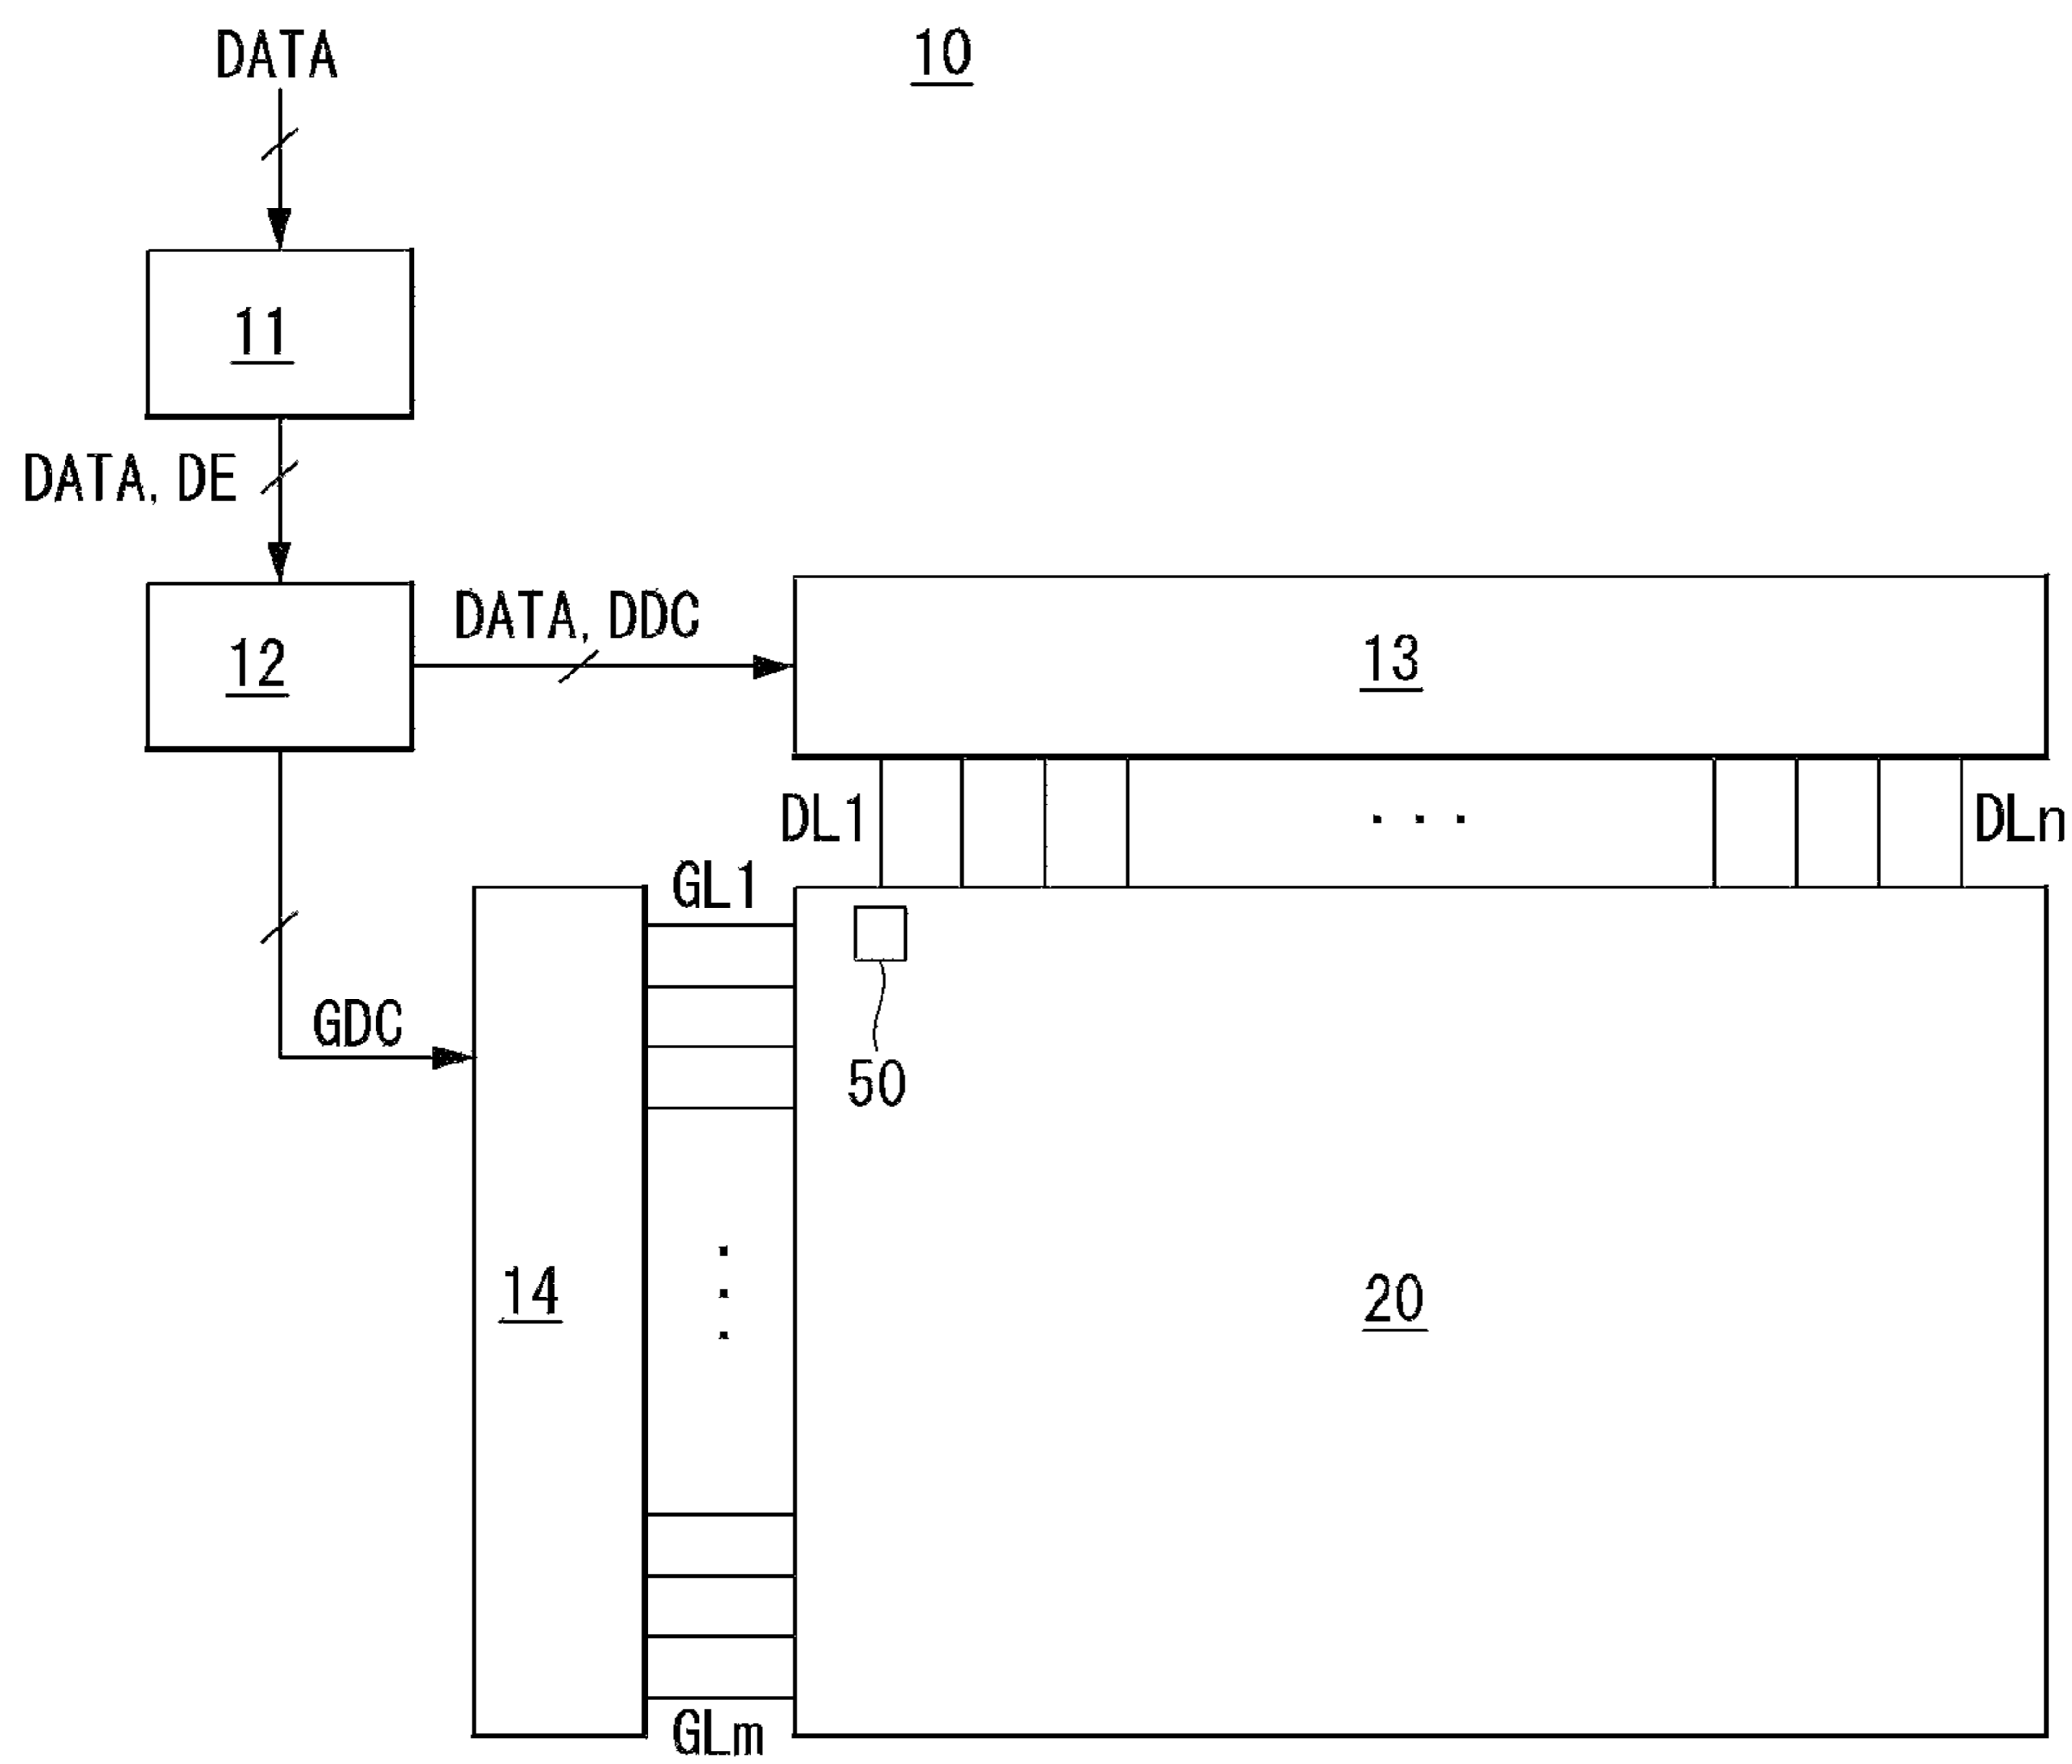 DATA
10
11
DATA, DE
12
DATA, DDC
13
DL1
. . .
DLn
GL1
GDC
50
14
20
GLm